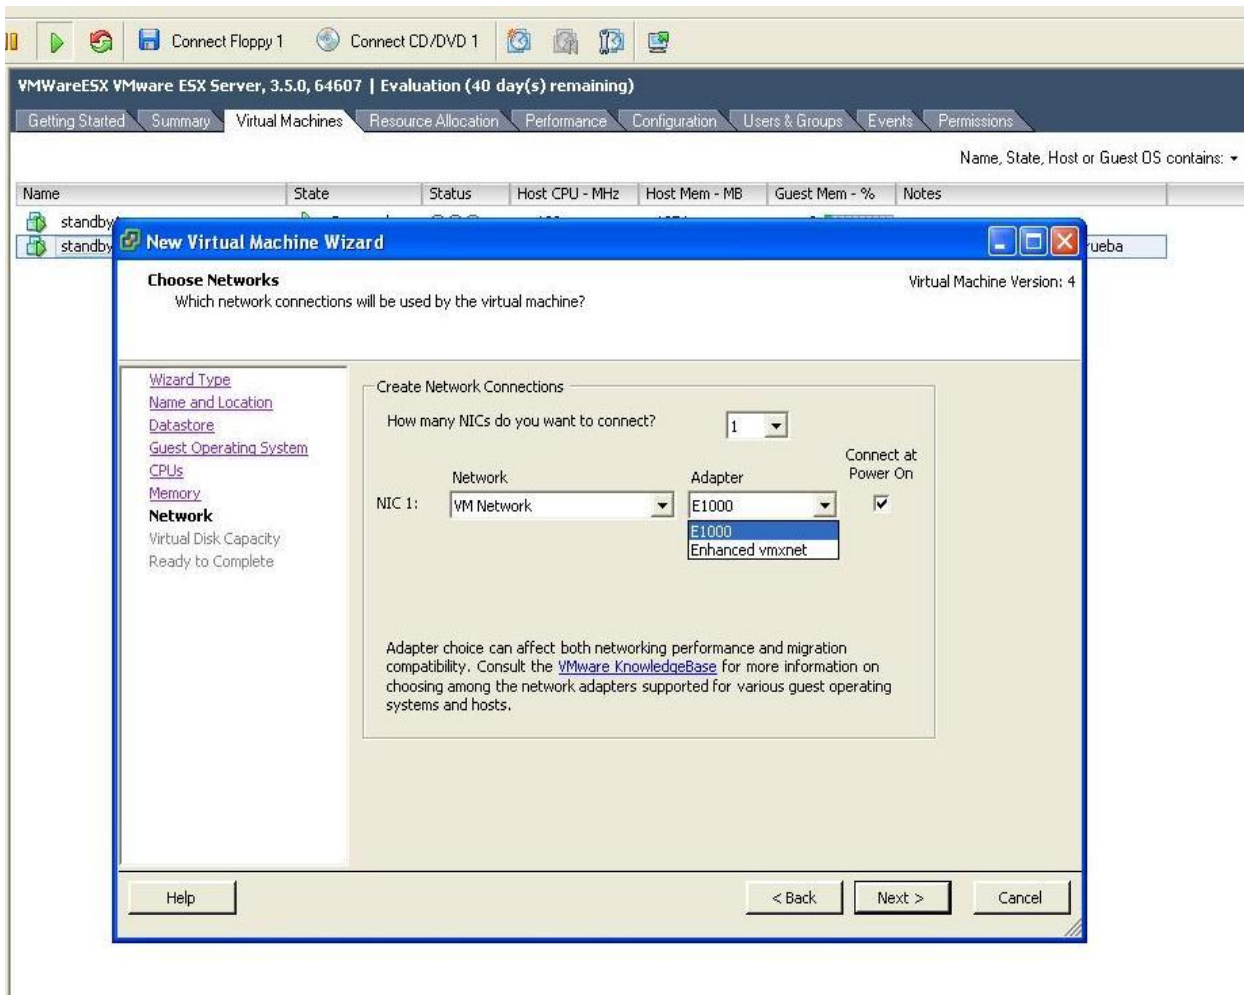 Connect Floppy 1 Connect CD/DVD 1
VMWareESX VMware ESX Server, 3.5.0, 64607 | Evaluation (40 day(s) remaining)
Getting Started Summary Virtual Machines Resource Allocation Performance Configuration Users & Groups Events Permissions
Name, State, Host or Guest OS contains:
Name State Status Host CPU - MHz Host Mem - MB Guest Mem - % Notes
standby
standby ueba
New Virtual Machine Wizard
Choose Networks Virtual Machine Version: 4
Which network connections will be used by the virtual machine?
Wizard Type
Name and Location
Datastore
Guest Operating System
CPUs
Memory
Network
Virtual Disk Capacity
Ready to Complete
Create Network Connections
How many NICs do you want to connect? 1
Network Adapter Connect at Power On
NIC 1: VM Network E1000
E1000
Enhanced vmxnet
Adapter choice can affect both networking performance and migration
compatibility. Consult the VMware KnowledgeBase for more information on
choosing among the network adapters supported for various guest operating
systems and hosts.
Help < Back Next > Cancel